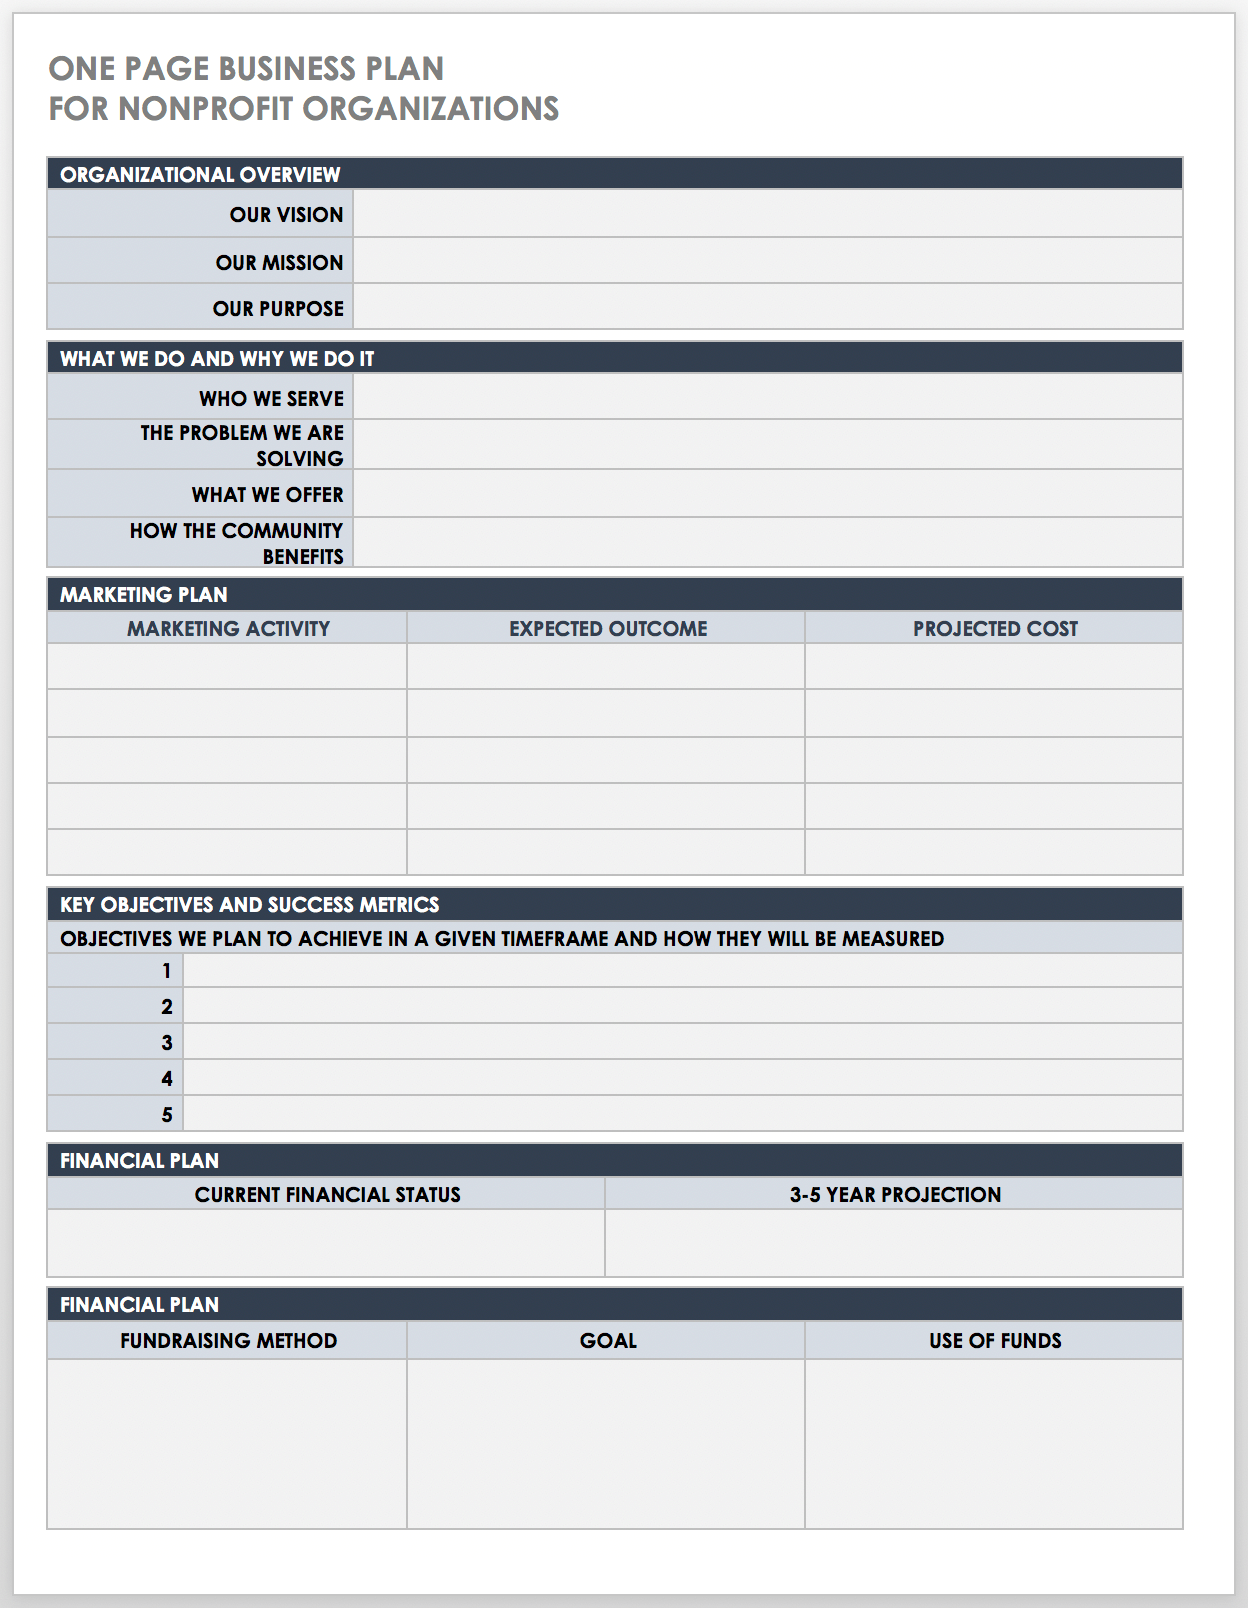 ONE PAGE BUSINESS PLAN
FOR NONPROFIT ORGANIZATIONS
ORGANIZATIONAL OVERVIEW
OUR VISION
OUR MISSION
OUR PURPOSE
WHAT WE DO AND WHY WE DO IT
WHO WE SERVE
THE PROBLEM WE ARE
SOLVING
WHAT WE OFFER
HOW THE COMMUNITY
BENEFITS
MARKETING PLAN
MARKETING ACTIVITY EXPECTED OUTCOME PROJECTED COST
KEY OBJECTIVES AND SUCCESS METRICS
OBJECTIVES WE PLAN TO ACHIEVE IN A GIVEN TIMEFRAME AND HOW THEY WILL BE MEASURED
1
2
3
4
5
FINANCIAL PLAN
CURRENT FINANCIAL STATUS 3-5 YEAR PROJECTION
FINANCIAL PLAN
FUNDRAISING METHOD GOAL USE OF FUNDS